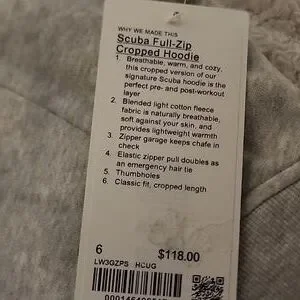 WHY WE MADE THIS
Scuba Full-Zip
Cropped Hoodie
1. Breathable, warm, and cozy,
this cropped version of our
signature Scuba hoodie is the
perfect pre- and post-workout
layer
2. Blended light cotton fleece
fabric is naturally breathable,
soft against your skin, and
provides lightweight warmth
3. Zipper garage keeps chafe in
check
4. Elastic zipper pull doubles as
an emergency hair tie
5. Thumbholes
6. Classic fit, cropped length
6 $118.00
LW3GZPS HCUG